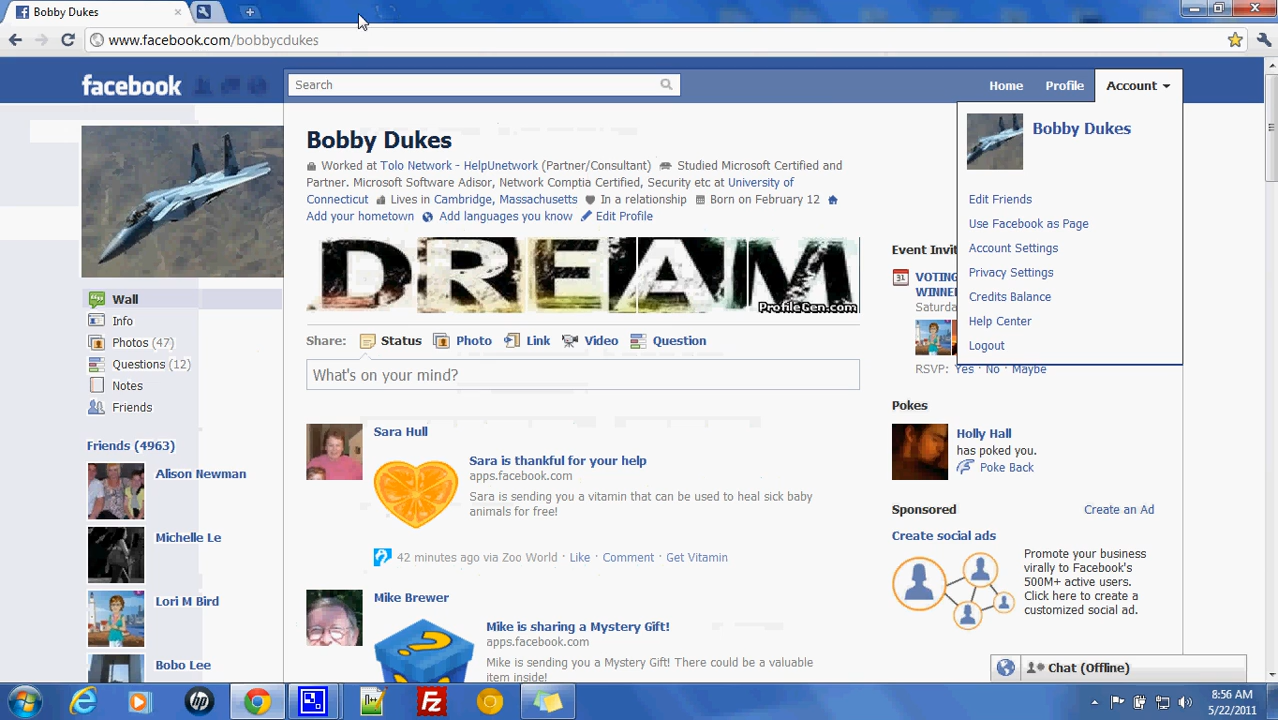 Bobby Dukes
www.facebook.com/bobbycdukes
facebook
Search
Home Profile Account
Bobby Dukes
Edit Friends
Use Facebook as Page
Account Settings
Privacy Settings
Credits Balance
Help Center
Logout
Bobby Dukes
Worked at Tolo Network - HelpUnetwork (Partner/Consultant) Studied Microsoft Certified and
Partner. Microsoft Software Adisor, Network Comptia Certified, Security etc at University of
Connecticut Lives in Cambridge, Massachusetts In a relationship Born on February 12
Add your hometown Add languages you know Edit Profile
DREAM
ProfileGen.com
Share: Status Photo Link Video Question
What's on your mind?
Wall
Info
Photos (47)
Questions (12)
Notes
Friends
Friends (4963)
Alison Newman
Michelle Le
Lori M Bird
Bobo Lee
Sara Hull
Sara is thankful for your help
apps.facebook.com
Sara is sending you a vitamin that can be used to heal sick baby
animals for free!
42 minutes ago via Zoo World · Like · Comment · Get Vitamin
Mike Brewer
Mike is sharing a Mystery Gift!
apps.facebook.com
Mike is sending you a Mystery Gift! There could be a valuable
item inside!
Event Invit
31
VOTING
WINNE
Saturda
RSVP: Yes · No · Maybe
Pokes
Holly Hall
has poked you.
Poke Back
Sponsored Create an Ad
Create social ads
Promote your business
virally to Facebook's
500M+ active users.
Click here to create a
customized social ad.
Chat (Offline)
hp
Fz
8:56 AM
5/22/2011